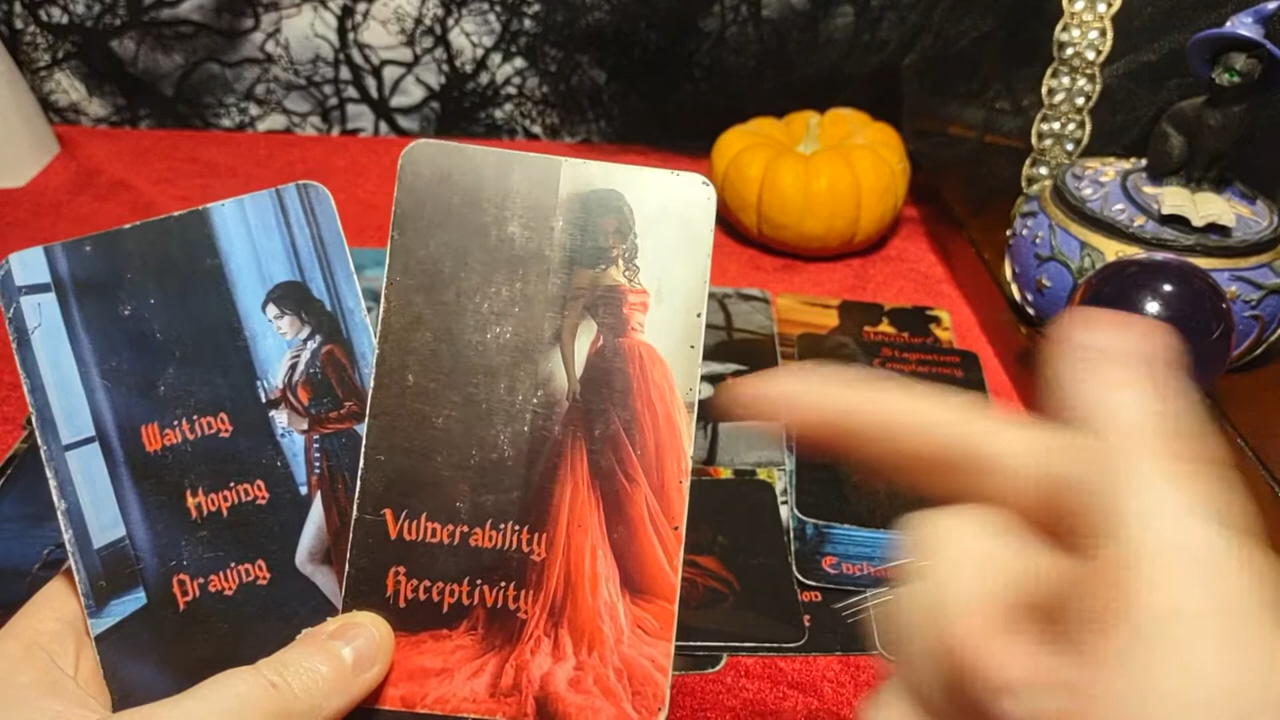 Waiting
Hoping
Praying
Vulnerability
Receptivity
Adventure
Stagnation
Complacency